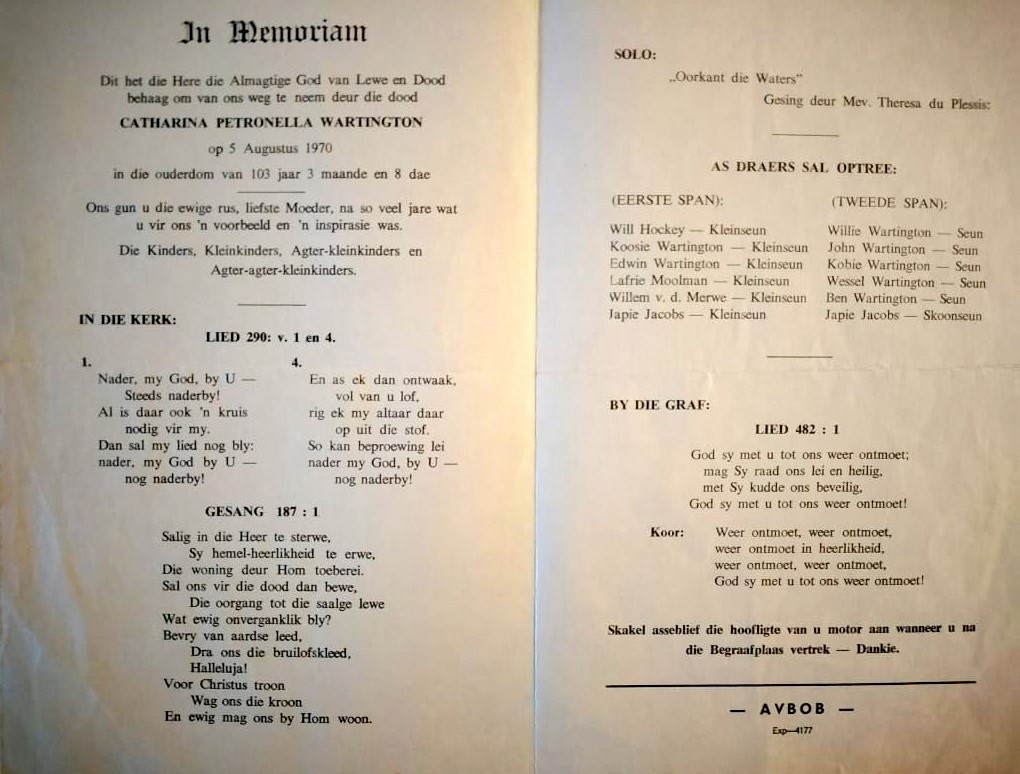 In Memoriam
Dit het die Here die Almagtige God van Lewe en Dood
behaag om van ons weg te neem deur die dood
CATHARINA PETRONELLA WARTINGTON
op 5 Augustus 1970
in die ouderdom van 103 jaar 3 maande en 8 dae
Ons gun u die ewige rus, liefste Moeder, na so veel jare wat
u vir ons 'n voorbeeld en 'n inspirasie was.
Die Kinders, Kleinkinders, Agter-kleinkinders en
Agter-agter-kleinkinders.
IN DIE KERK:
LIED 290: v. 1 en 4.
1.
Nader, my God, by U —
Steeds naderby!
Al is daar ook 'n kruis
nodig vir my.
Dan sal my lied nog bly:
nader, my God by U —
nog naderby!
4.
En as ek dan ontwaak,
vol van u lof,
rig ek my altaar daar
op uit die stof.
So kan beproewing lei
nader my God, by U —
nog naderby!
GESANG 187 : 1
Salig in die Heer te sterwe,
Sy hemel-heerlikheid te erwe,
Die woning deur Hom toeberei.
Sal ons vir die dood dan bewe,
Die oorgang tot die saalge lewe
Wat ewig onverganklik bly?
Bevry van aardse leed,
Dra ons die bruilofskleed,
Halleluja!
Voor Christus troon
Wag ons die kroon
En ewig mag ons by Hom woon.
SOLO:
„Oorkant die Waters"
Gesing deur Mev. Theresa du Plessis:
AS DRAERS SAL OPTREE:
(EERSTE SPAN):
Will Hockey — Kleinseun
Koosie Wartington — Kleinseun
Edwin Wartington — Kleinseun
Lafrie Moolman — Kleinseun
Willem v. d. Merwe — Kleinseun
Japie Jacobs — Kleinseun
(TWEEDE SPAN):
Willie Wartington — Seun
John Wartington — Seun
Kobie Wartington — Seun
Wessel Wartington — Seun
Ben Wartington — Seun
Japie Jacobs — Skoonseun
BY DIE GRAF:
LIED 482 : 1
God sy met u tot ons weer ontmoet;
mag Sy raad ons lei en heilig,
met Sy kudde ons beveilig,
God sy met u tot ons weer ontmoet!
Koor: Weer ontmoet, weer ontmoet,
weer ontmoet in heerlikheid,
weer ontmoet, weer ontmoet,
God sy met u tot ons weer ontmoet!
Skakel asseblief die hoofligte van u motor aan wanneer u na
die Begraafplaas vertrek — Dankie.
— AVBOB —
Exp—4177